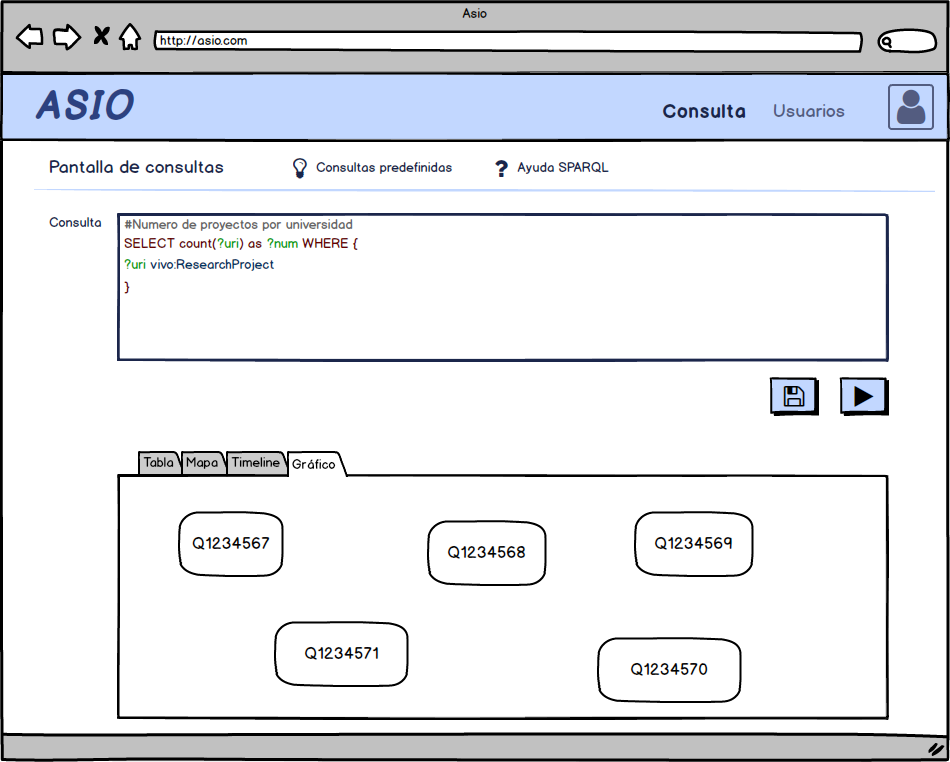 Asio
http://asio.com
ASIO
Consulta Usuarios
Pantalla de consultas Consultas predefinidas ? Ayuda SPARQL
Consulta
#Numero de proyectos por universidad
SELECT count(?uri) as ?num WHERE {
?uri vivo:ResearchProject
}
Tabla Mapa Timeline Gráfico
Q1234567
Q1234568
Q1234569
Q1234571
Q1234570